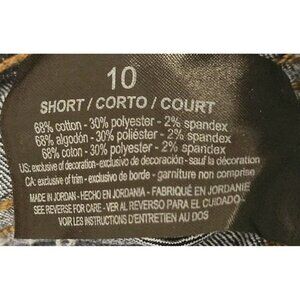 10
SHORT / CORTO / COURT
68% cotton - 30% polyester - 2% spandex
68% algodón - 30% poliéster - 2% spandex
68% coton - 30% polyester - 2% spandex
US: exclusive of decoration - exclusivo de decoración - sauf la décoration
CA: exclusive of trim - exclusivo de bordar - garniture non comprise
MADE IN JORDAN - HECHO EN JORDANIA - FABRIQUÉ EN JORDANIE
SEE REVERSE FOR CARE - VER AL REVERSO PARA EL CUIDADO
VOIR LES INSTRUCTIONS D'ENTRETIEN AU DOS